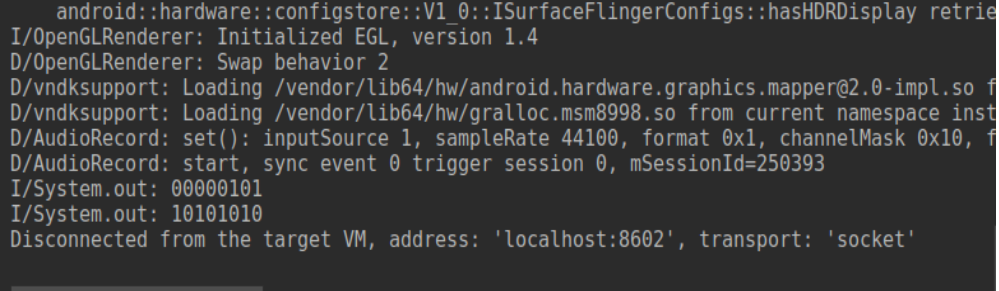 android::hardware::configstore::V1_0::ISurfaceFlingerConfigs::hasHDRDisplay retrie
I/OpenGLRenderer: Initialized EGL, version 1.4
D/OpenGLRenderer: Swap behavior 2
D/vndksupport: Loading /vendor/lib64/hw/android.hardware.graphics.mapper@2.0-impl.so f
D/vndksupport: Loading /vendor/lib64/hw/gralloc.msm8998.so from current namespace inst
D/AudioRecord: set(): inputSource 1, sampleRate 44100, format 0x1, channelMask 0x10, f
D/AudioRecord: start, sync event 0 trigger session 0, mSessionId=250393
I/System.out: 00000101
I/System.out: 10101010
Disconnected from the target VM, address: 'localhost:8602', transport: 'socket'